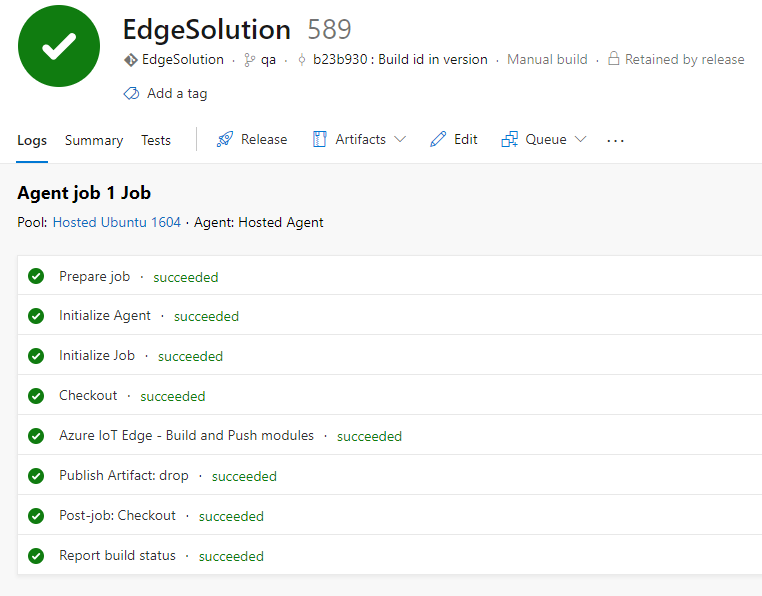 EdgeSolution 589
EdgeSolution · qa · b23b930 : Build id in version · Manual build · Retained by release
Add a tag
Logs Summary Tests Release Artifacts Edit Queue ...
Agent job 1 Job
Pool: Hosted Ubuntu 1604 · Agent: Hosted Agent
Prepare job · succeeded
Initialize Agent · succeeded
Initialize Job · succeeded
Checkout · succeeded
Azure IoT Edge - Build and Push modules · succeeded
Publish Artifact: drop · succeeded
Post-job: Checkout · succeeded
Report build status · succeeded